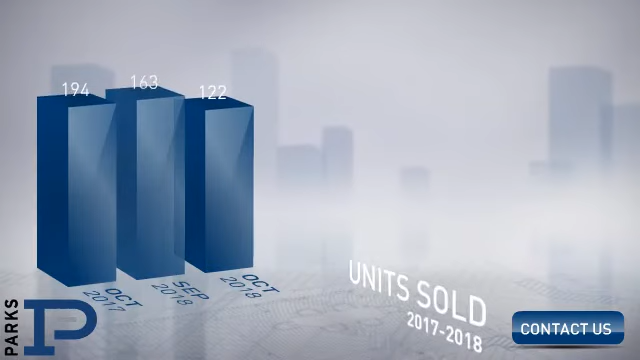 194
163
122
OCT
2017
SEP
2018
OCT
2018
UNITS SOLD
2017-2018
PARKS
P
CONTACT US